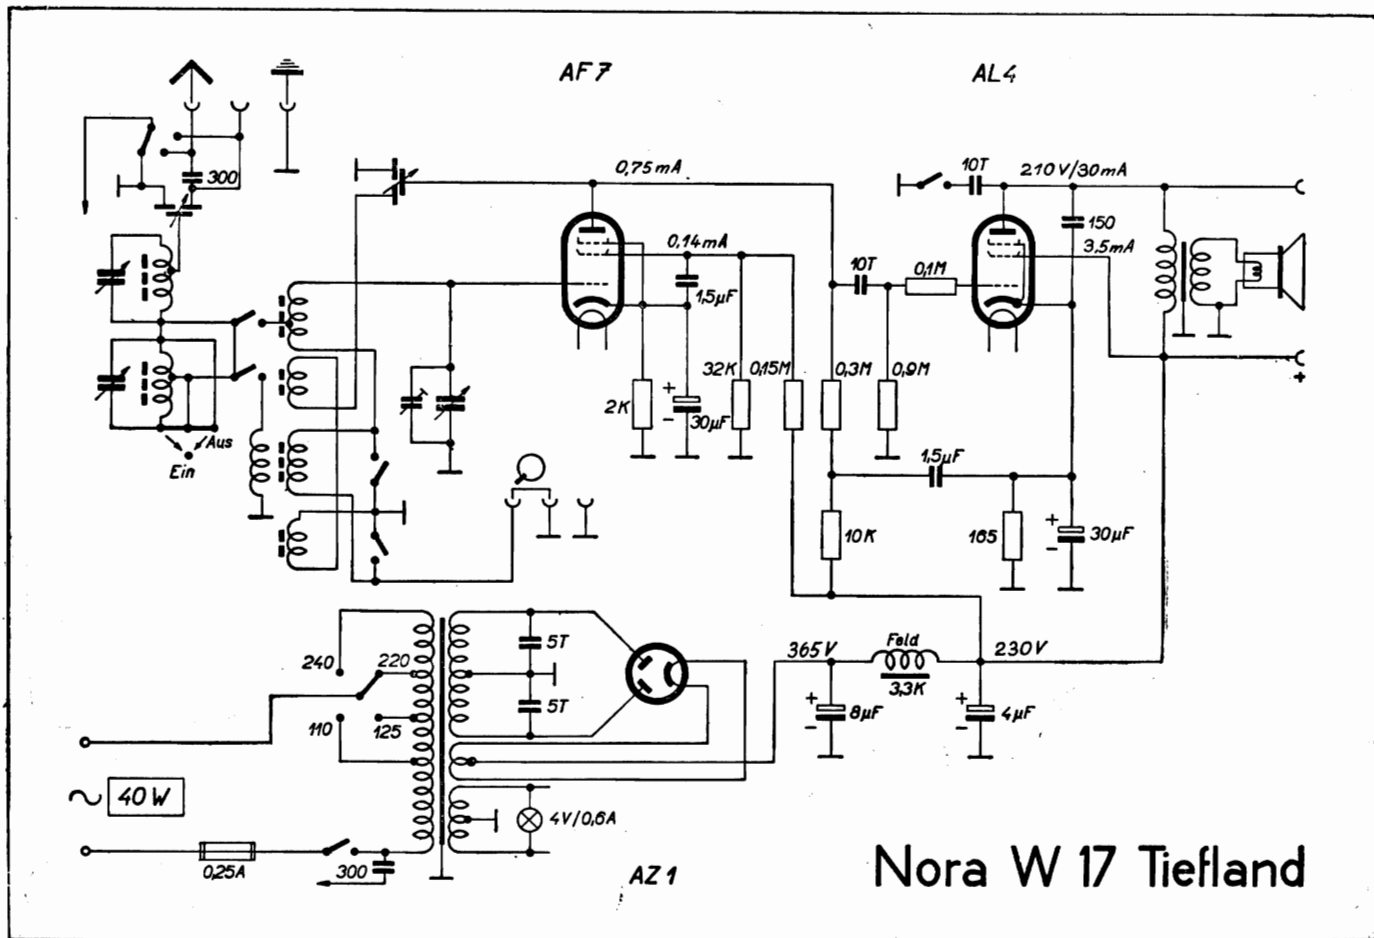 AF7
AL4
300
0,75mA
10T
210V/30mA
150
0,14mA
3,5mA
10T
0,1M
1,5µF
32K
0,15M
0,3M
0,9M
2K
+
-
30µF
Aus
Ein
+
1,5µF
10K
165
+
-
30µF
240
220
110
125
5T
5T
365V
Feld
3,3K
230V
+
-
8µF
+
-
4µF
~
40W
4V/0,6A
0,25A
300
AZ1
Nora W 17 Tiefland